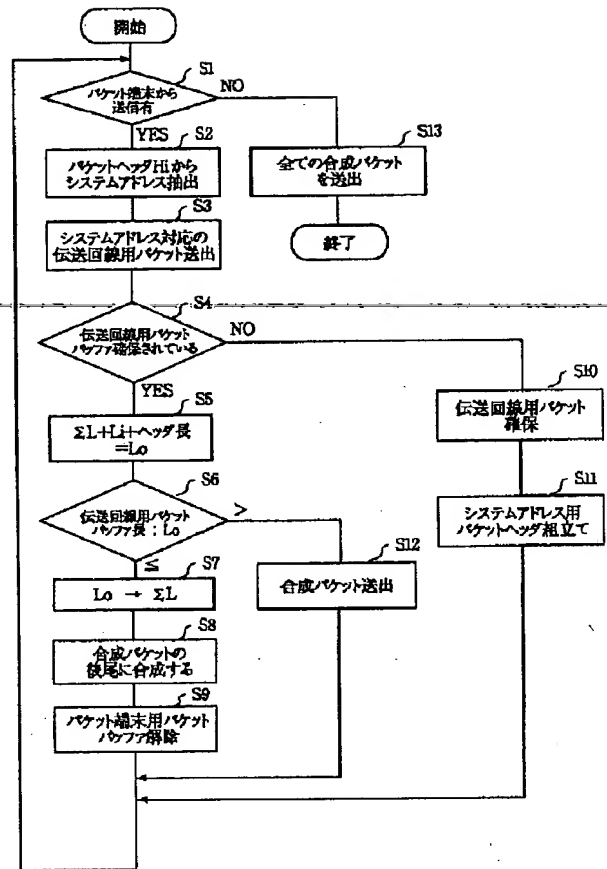 開始
S1
パケット端末から
送信有
NO
YES
S2
パケットヘッダHiから
システムアドレス抽出
S13
全ての合成パケット
を送出
終了
S3
システムアドレス対応の
伝送回線用パケット送出
S4
伝送回線用パケット
バッファ確保されている
NO
YES
S5
ΣL+Li+ヘッダ長
=Lo
S10
伝送回線用パケット
確保
S6
伝送回線用パケット
バッファ長：Lo
>
≦
S11
システムアドレス用
パケットヘッダ組立て
S12
合成パケット送出
S7
Lo → ΣL
S8
合成パケットの
後尾に合成する
S9
パケット端末用パケット
バッファ解除